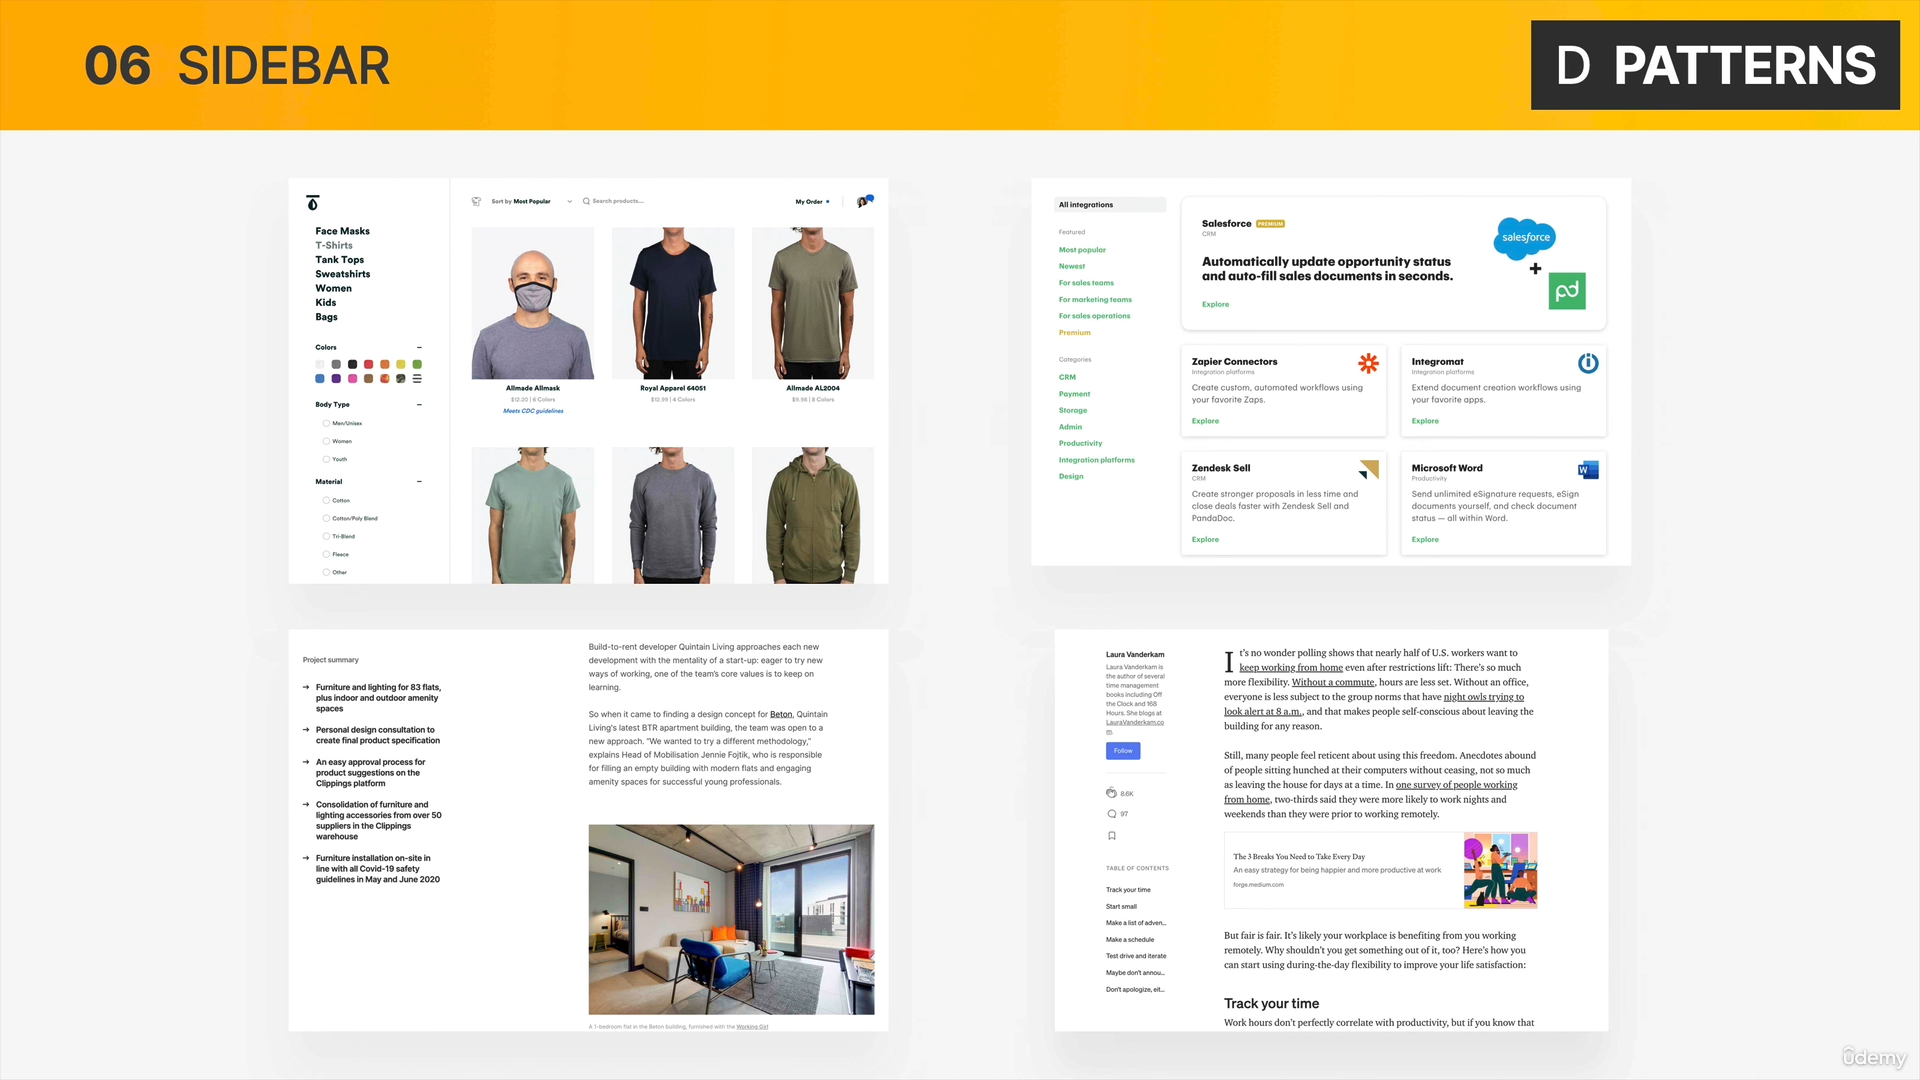 06 SIDEBAR
D PATTERNS
Sort by Most Popular
Search products...
My Order
Face Masks
T-Shirts
Tank Tops
Sweatshirts
Women
Kids
Bags
Colors
Body Type
Men/Unisex
Women
Youth
Material
Cotton
Cotton/Poly Blend
Tri-Blend
Fleece
Other
Allmade Allmask
$12.20 | 6 Colors
Meets CDC guidelines
Royal Apparel 64051
$12.99 | 4 Colors
Allmade AL2004
$9.98 | 8 Colors
All integrations
Featured
Most popular
Newest
For sales teams
For marketing teams
For sales operations
Premium
Categories
CRM
Payment
Storage
Admin
Productivity
Integration platforms
Design
Salesforce PREMIUM
CRM
Automatically update opportunity status
and auto-fill sales documents in seconds.
Explore
salesforce
+
pd
Zapier Connectors
Integration platforms
Create custom, automated workflows using
your favorite Zaps.
Explore
Integromat
Integration platforms
Extend document creation workflows using
your favorite apps.
Explore
Zendesk Sell
CRM
Create stronger proposals in less time and
close deals faster with Zendesk Sell and
PandaDoc.
Explore
Microsoft Word
Productivity
W
Send unlimited eSignature requests, eSign
documents yourself, and check document
status — all within Word.
Explore
Project summary
→ Furniture and lighting for 83 flats,
plus indoor and outdoor amenity
spaces
→ Personal design consultation to
create final product specification
→ An easy approval process for
product suggestions on the
Clippings platform
→ Consolidation of furniture and
lighting accessories from over 50
suppliers in the Clippings
warehouse
→ Furniture installation on-site in
line with all Covid-19 safety
guidelines in May and June 2020
Build-to-rent developer Quintain Living approaches each new
development with the mentality of a start-up: eager to try new
ways of working, one of the team's core values is to keep on
learning.
So when it came to finding a design concept for Beton, Quintain
Living's latest BTR apartment building, the team was open to a
new approach. "We wanted to try a different methodology,"
explains Head of Mobilisation Jennie Fojtik, who is responsible
for filling an empty building with modern flats and engaging
amenity spaces for successful young professionals.
A 1-bedroom flat in the Beton building, furnished with the Working Girl
Laura Vanderkam
Laura Vanderkam is
the author of several
time management
books including Off
the Clock and 168
Hours. She blogs at
LauraVanderkam.co
m.
Follow
8.6K
97
TABLE OF CONTENTS
Track your time
Start small
Make a list of adven...
Make a schedule
Test drive and iterate
Maybe don't annou...
Don't apologize, eit...
It's no wonder polling shows that nearly half of U.S. workers want to
keep working from home even after restrictions lift: There's so much
more flexibility. Without a commute, hours are less set. Without an office,
everyone is less subject to the group norms that have night owls trying to
look alert at 8 a.m., and that makes people self-conscious about leaving the
building for any reason.
Still, many people feel reticent about using this freedom. Anecdotes abound
of people sitting hunched at their computers without ceasing, not so much
as leaving the house for days at a time. In one survey of people working
from home, two-thirds said they were more likely to work nights and
weekends than they were prior to working remotely.
The 3 Breaks You Need to Take Every Day
An easy strategy for being happier and more productive at work
forge.medium.com
But fair is fair. It's likely your workplace is benefiting from you working
remotely. Why shouldn't you get something out of it, too? Here's how you
can start using during-the-day flexibility to improve your life satisfaction:
Track your time
Work hours don't perfectly correlate with productivity, but if you know that
ûdemy